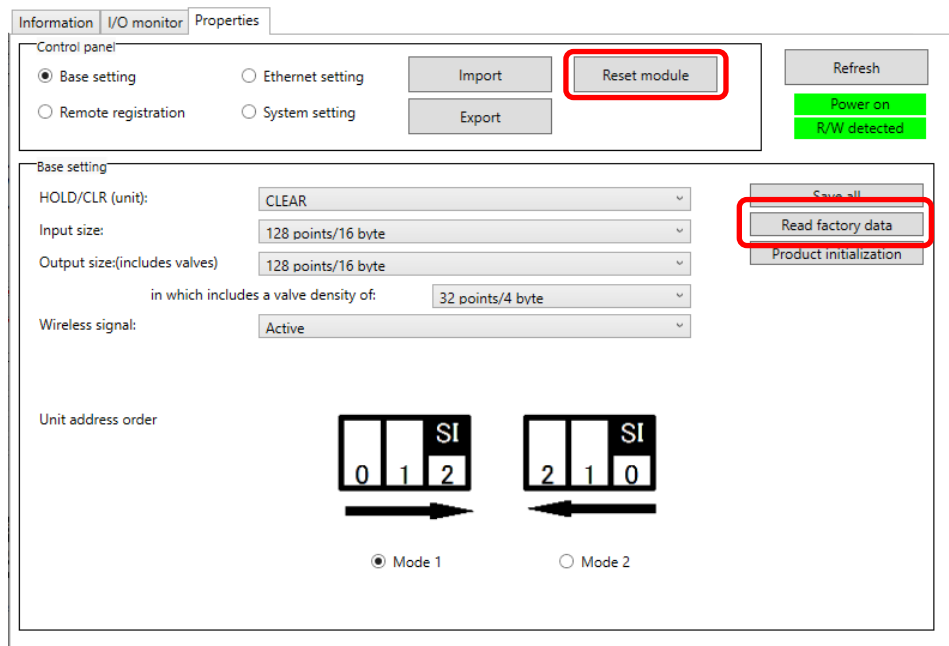 Information I/O monitor Properties
Control panel
Base setting Ethernet setting Import Reset module Refresh
Remote registration System setting Export Power on
R/W detected
Base setting
HOLD/CLR (unit): CLEAR Save all
Input size: 128 points/16 byte Read factory data
Output size:(includes valves) 128 points/16 byte Product initialization
in which includes a valve density of: 32 points/4 byte
Wireless signal: Active
Unit address order
SI SI
0 1 2 2 1 0
Mode 1 Mode 2